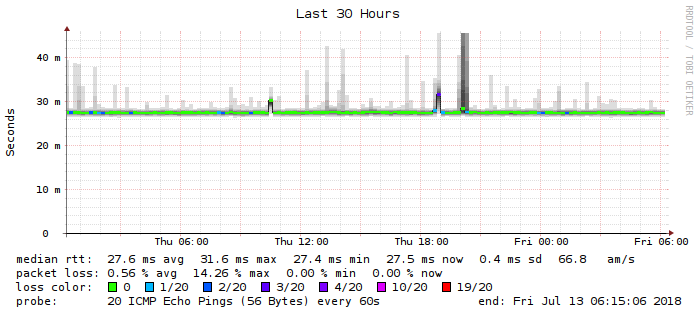 Last 30 Hours
RRDTOOL / TOBI OETIKER
Seconds
40 m
30 m
20 m
10 m
0
Thu 06:00 Thu 12:00 Thu 18:00 Fri 00:00 Fri 06:00
median rtt: 27.6 ms avg 31.6 ms max 27.4 ms min 27.5 ms now 0.4 ms sd 66.8 am/s
packet loss: 0.56 % avg 14.26 % max 0.00 % min 0.00 % now
loss color: 0 1/20 2/20 3/20 4/20 10/20 19/20
probe: 20 ICMP Echo Pings (56 Bytes) every 60s end: Fri Jul 13 06:15:06 2018